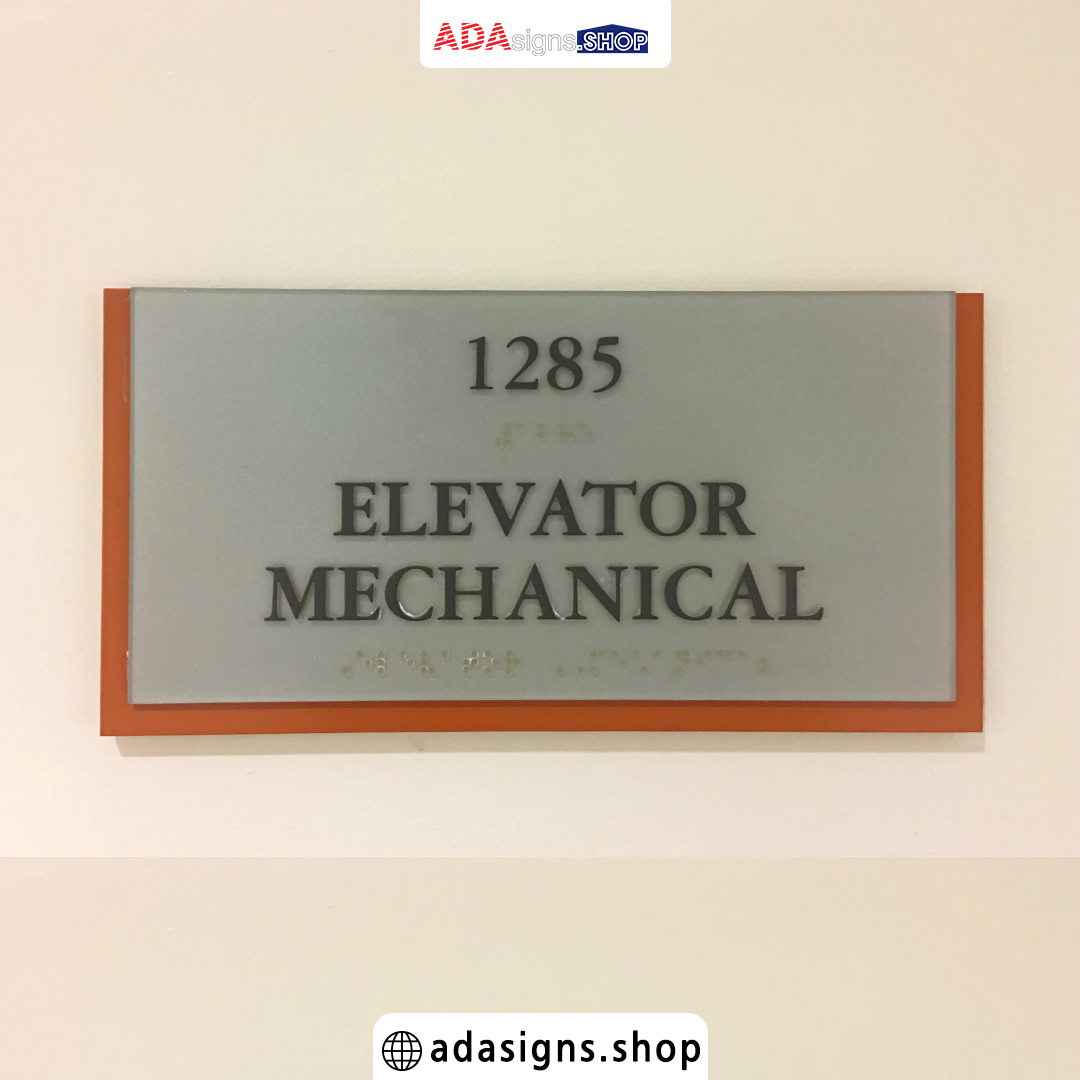 ADAsigns.SHOP
1285
ELEVATOR
MECHANICAL
adasigns.shop